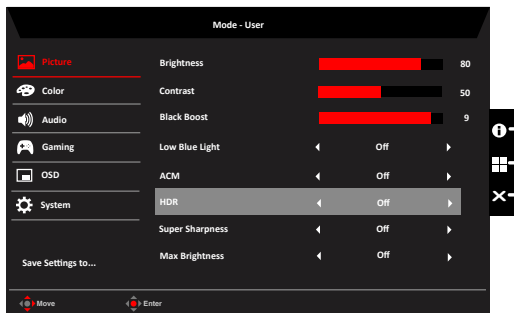 Mode - User
Picture
Color
Audio
Gaming
OSD
System
Save Settings to...
Brightness 80
Contrast 50
Black Boost 9
Low Blue Light Off
ACM Off
HDR Off
Super Sharpness Off
Max Brightness Off
Move Enter